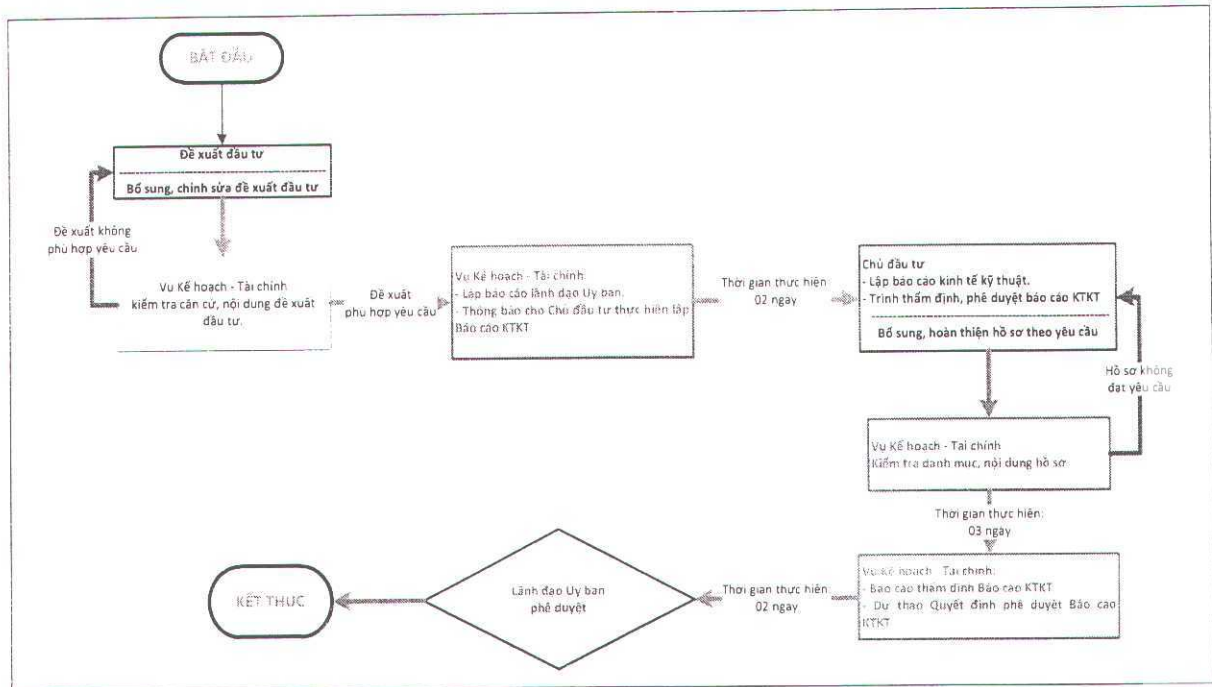 BẮT ĐẦU
Đề xuất đầu tư
Bổ sung, chỉnh sửa đề xuất đầu tư
Đề xuất không
phù hợp yêu cầu
Vụ Kế hoạch - Tài chính
kiểm tra căn cứ, nội dung đề xuất
đầu tư.
Đề xuất
phù hợp yêu cầu
Vụ Kế hoạch - Tài chính:
- Lập báo cáo lãnh đạo Ủy ban.
- Thông báo cho Chủ đầu tư thực hiện lập
Báo cáo KTKT
Thời gian thực hiện
02 ngày
Chủ đầu tư
- Lập báo cáo kinh tế kỹ thuật.
- Trình thẩm định, phê duyệt báo cáo KTKT
Bổ sung, hoàn thiện hồ sơ theo yêu cầu
Hồ sơ không
đạt yêu cầu
Vụ Kế hoạch - Tài chính
Kiểm tra danh mục, nội dung hồ sơ
Thời gian thực hiện:
03 ngày
Vụ Kế hoạch - Tài chính:
- Báo cáo thẩm định Báo cáo KTKT
- Dự thảo Quyết định phê duyệt Báo cáo
KTKT
Thời gian thực hiện
02 ngày
Lãnh đạo Ủy ban
phê duyệt
KẾT THÚC